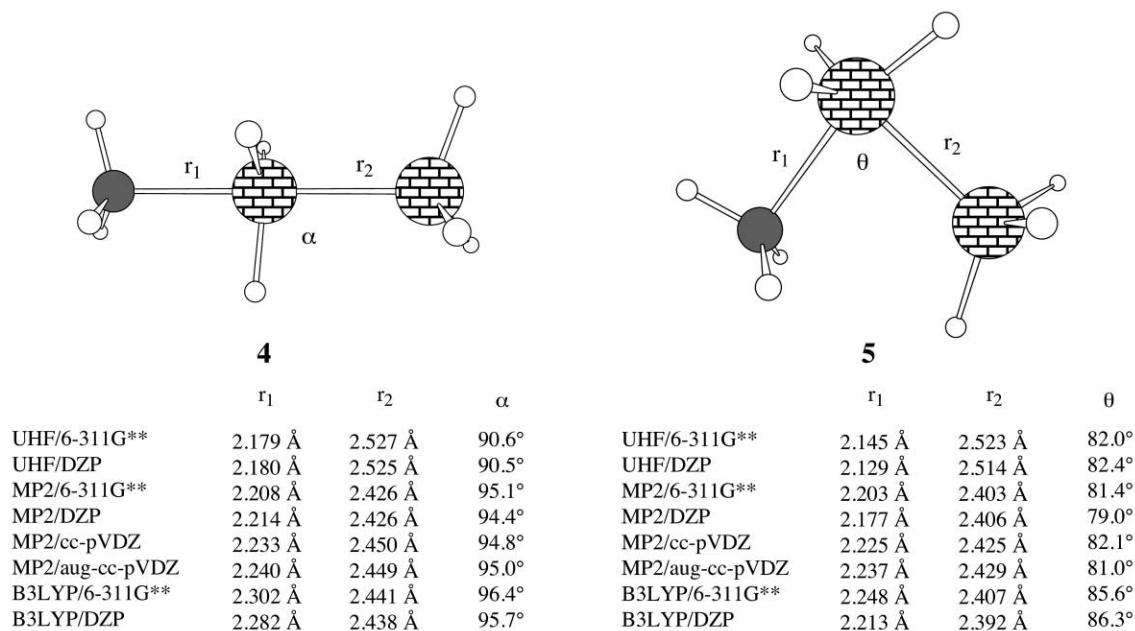 r1
r2
α
4
r1 r2 α
UHF/6-311G** 2.179 Å 2.527 Å 90.6°
UHF/DZP 2.180 Å 2.525 Å 90.5°
MP2/6-311G** 2.208 Å 2.426 Å 95.1°
MP2/DZP 2.214 Å 2.426 Å 94.4°
MP2/cc-pVDZ 2.233 Å 2.450 Å 94.8°
MP2/aug-cc-pVDZ 2.240 Å 2.449 Å 95.0°
B3LYP/6-311G** 2.302 Å 2.441 Å 96.4°
B3LYP/DZP 2.282 Å 2.438 Å 95.7°
r1
r2
θ
5
r1 r2 θ
UHF/6-311G** 2.145 Å 2.523 Å 82.0°
UHF/DZP 2.129 Å 2.514 Å 82.4°
MP2/6-311G** 2.203 Å 2.403 Å 81.4°
MP2/DZP 2.177 Å 2.406 Å 79.0°
MP2/cc-pVDZ 2.225 Å 2.425 Å 82.1°
MP2/aug-cc-pVDZ 2.237 Å 2.429 Å 81.0°
B3LYP/6-311G** 2.248 Å 2.407 Å 85.6°
B3LYP/DZP 2.213 Å 2.392 Å 86.3°